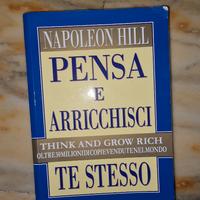 NAPOLEON HILL
PENSA
E
ARRICCHISCI
THINK AND GROW RICH
OLTRE 30 MILIONI DI COPIE VENDUTE NEL MONDO
TE STESSO